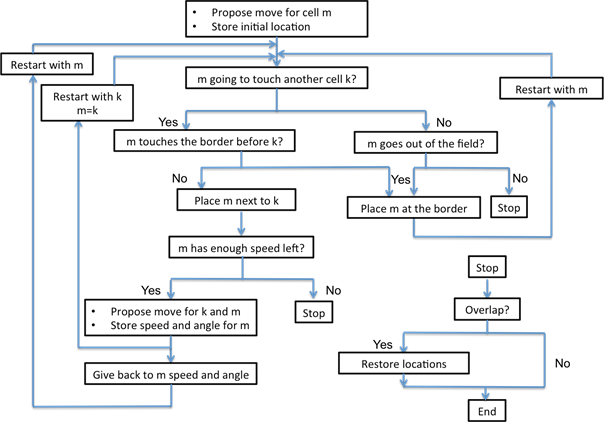 • Propose move for cell m
• Store initial location
Restart with m
Restart with k
m=k
m going to touch another cell k?
Restart with m
Yes
No
m touches the border before k?
m goes out of the field?
No
Yes
No
Place m next to k
Place m at the border
Stop
m has enough speed left?
Yes
No
Stop
• Propose move for k and m
• Store speed and angle for m
Stop
Overlap?
Yes
No
Give back to m speed and angle
Restore locations
End